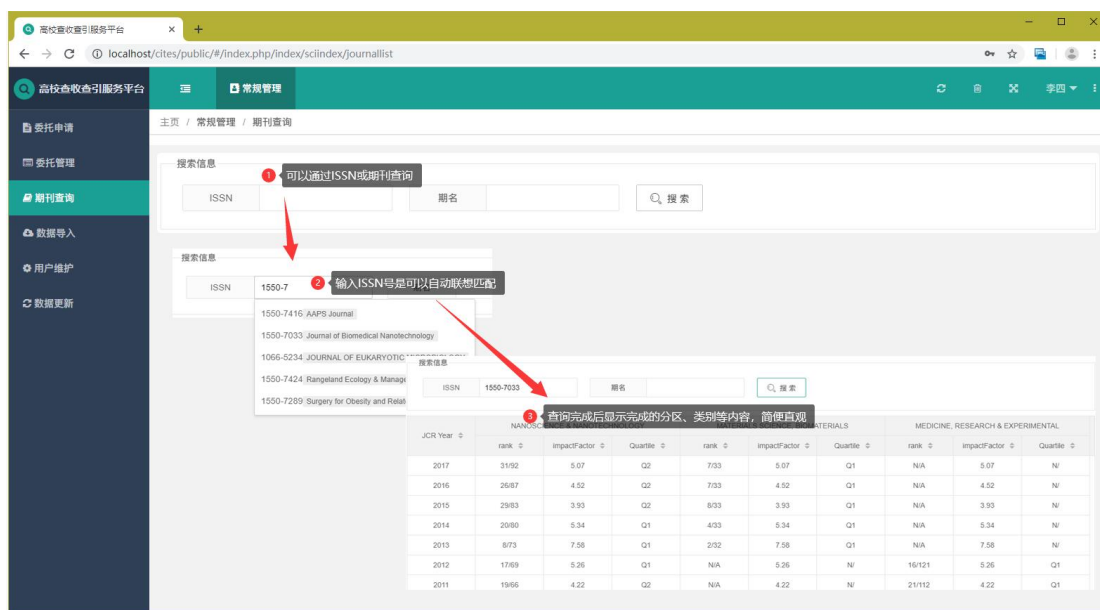 高校查收查引服务平台
localhost/cites/public/#/index.php/index/sciindex/journallist
高校查收查引服务平台 常规管理 李四
委托申请
委托管理
期刊查询
数据导入
用户维护
数据更新
主页 / 常规管理 / 期刊查询
搜索信息
1 可以通过ISSN或期刊查询
ISSN 期名 搜 索
搜索信息
ISSN 1550-7
2 输入ISSN号是可以自动联想匹配
1550-7416 AAPS Journal
1550-7033 Journal of Biomedical Nanotechnology
1066-5234 JOURNAL OF EUKARYOTIC
1550-7424 Rangeland Ecology & Manage
1550-7289 Surgery for Obesity and Relat
搜索信息
ISSN 1550-7033 期名 搜 索
3 查询完成后显示完成的分区、类别等内容，简便直观
JCR Year NANOSCIENCE & NANOTECHNOLOGY MATERIALS SCIENCE, BIOMATERIALS MEDICINE, RESEARCH & EXPERIMENTAL
rank impactFactor Quartile rank impactFactor Quartile rank impactFactor Quartile
2017 31/92 5.07 Q2 7/33 5.07 Q1 N/A 5.07 N/
2016 26/87 4.52 Q2 7/33 4.52 Q1 N/A 4.52 N/
2015 29/83 3.93 Q2 8/33 3.93 Q1 N/A 3.93 N/
2014 20/80 5.34 Q1 4/33 5.34 Q1 N/A 5.34 N/
2013 8/73 7.58 Q1 2/32 7.58 Q1 N/A 7.58 N/
2012 17/69 5.26 Q1 N/A 5.26 N/ 16/121 5.26 Q1
2011 19/66 4.22 Q2 N/A 4.22 N/ 21/112 4.22 Q1